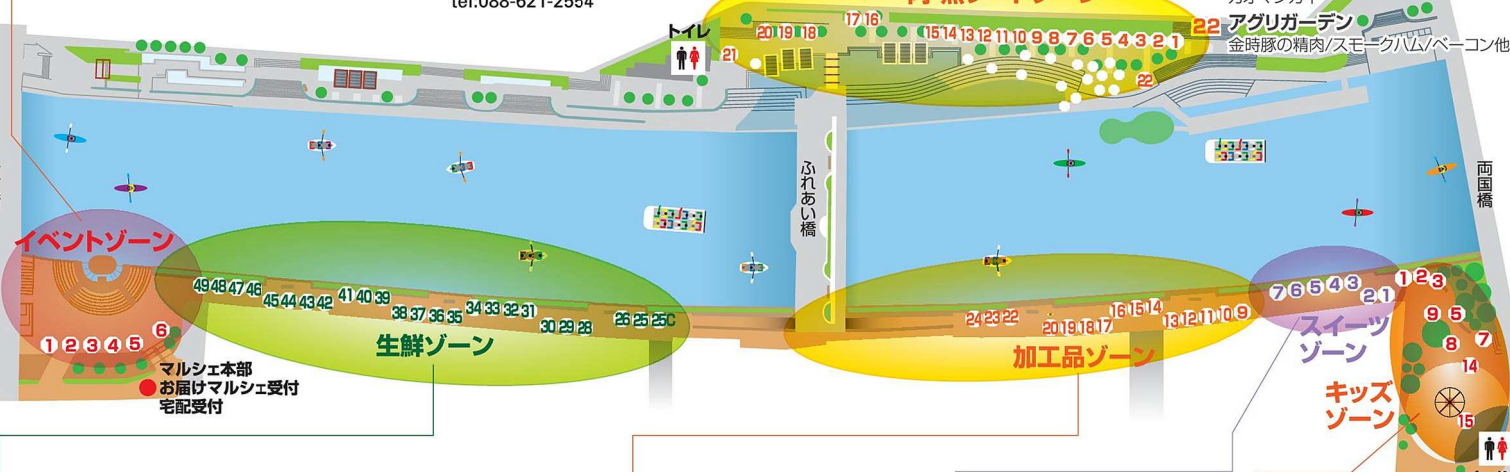 tel.088-621-2554
トイレ
17 16
20 19 18
15 14 13 12 11 10 9 8 7 6 5 4 3 2 1
21
22
22 アグリガーデン
金時豚の精肉/スモークハム/ベーコン他
ふれあい橋
両国橋
イベントゾーン
1 2 3 4 5
6
マルシェ本部
お届けマルシェ受付
宅配受付
49 48 47 46
45 44 43 42
41 40 39
38 37 36 35
34 33 32 31
30 29 28
26 25 25C
生鮮ゾーン
24 23 22
20 19 18 17
16 15 14
13 12 11 10 9
加工品ゾーン
7 6 5 4 3
2 1
スイーツ
ゾーン
1 2 3
9 5
8 7
14
15
キッズ
ゾーン